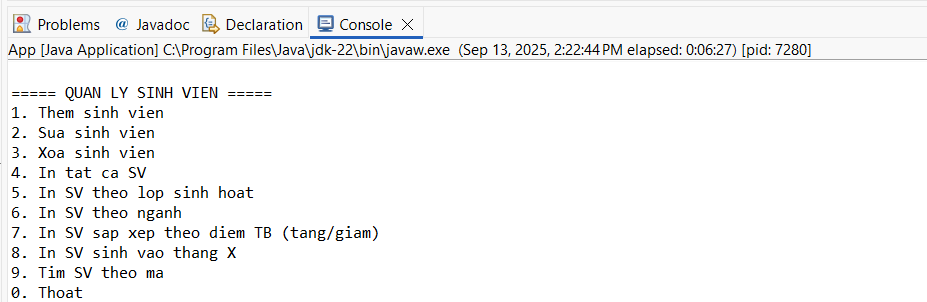 Problems @ Javadoc Declaration Console
App [Java Application] C:\Program Files\Java\jdk-22\bin\javaw.exe (Sep 13, 2025, 2:22:44 PM elapsed: 0:06:27) [pid: 7280]
===== QUAN LY SINH VIEN =====
1. Them sinh vien
2. Sua sinh vien
3. Xoa sinh vien
4. In tat ca SV
5. In SV theo lop sinh hoat
6. In SV theo nganh
7. In SV sap xep theo diem TB (tang/giam)
8. In SV sinh vao thang X
9. Tim SV theo ma
0. Thoat